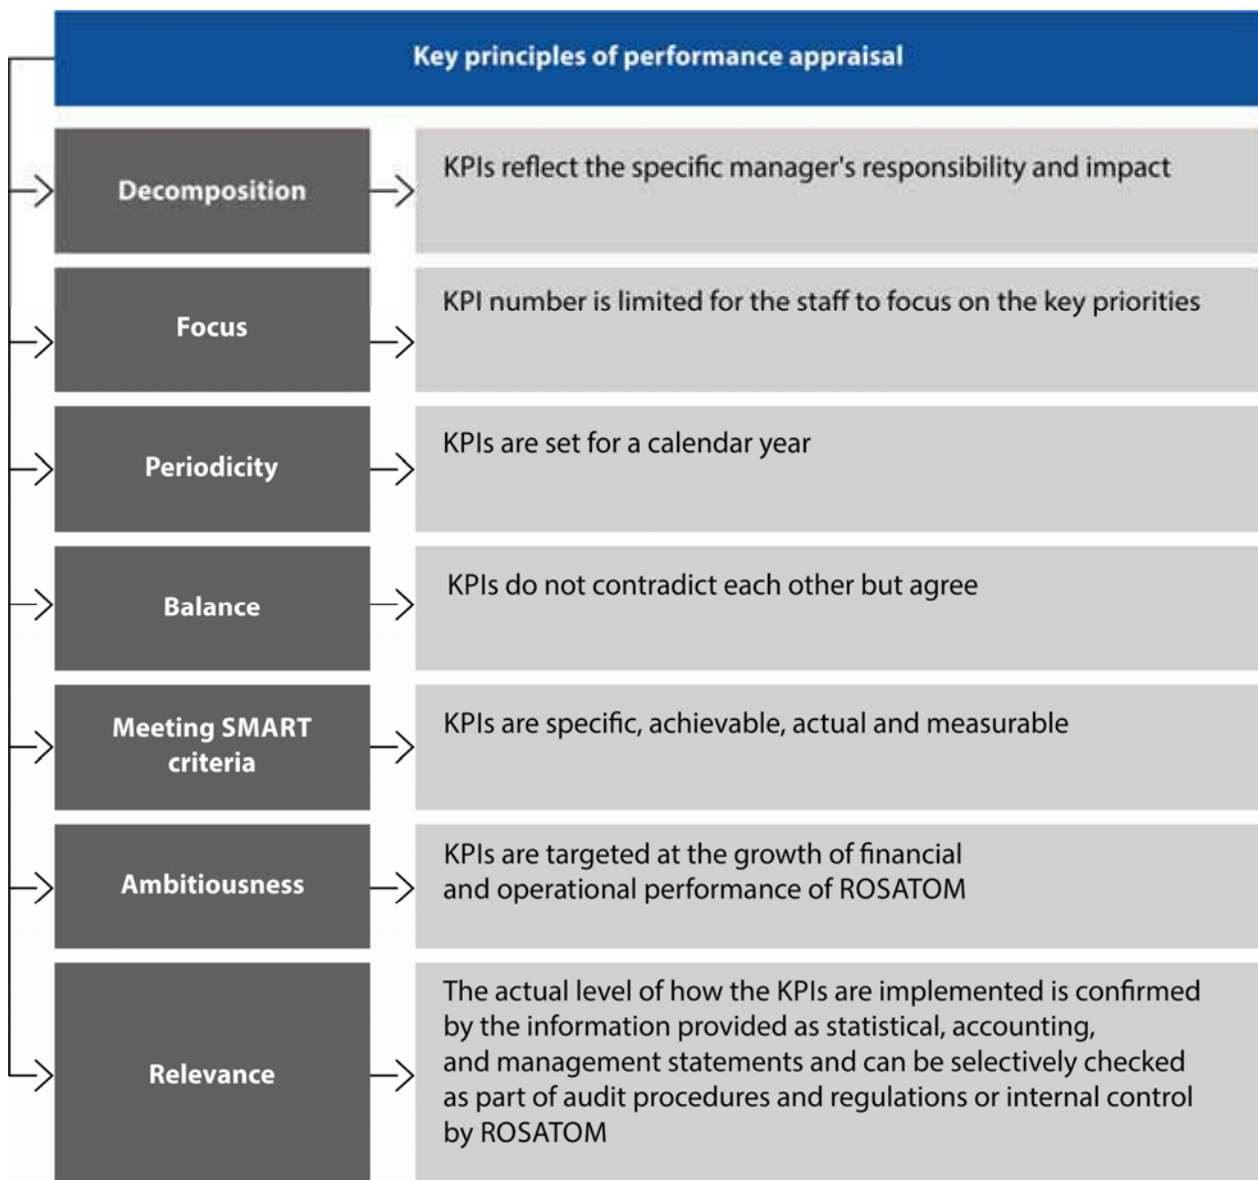 Key principles of performance appraisal
Decomposition
KPIs reflect the specific manager's responsibility and impact
Focus
KPI number is limited for the staff to focus on the key priorities
Periodicity
KPIs are set for a calendar year
Balance
KPIs do not contradict each other but agree
Meeting SMART
criteria
KPIs are specific, achievable, actual and measurable
Ambitiousness
KPIs are targeted at the growth of financial
and operational performance of ROSATOM
Relevance
The actual level of how the KPIs are implemented is confirmed
by the information provided as statistical, accounting,
and management statements and can be selectively checked
as part of audit procedures and regulations or internal control
by ROSATOM